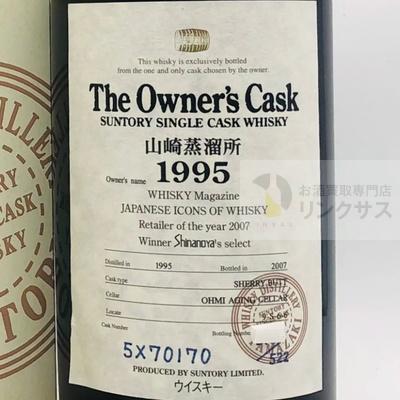 This whisky is exclusively bottled
from the one and only cask chosen by the owner.
The Owner's Cask
SUNTORY SINGLE CASK WHISKY
山崎蒸溜所
1995
Owner's name
WHISKY Magazine
JAPANESE ICONS OF WHISKY
Retailer of the year 2007
Winner Shinanoya's select
Distilled in 1995 Bottled in 2007
Cask type SHERRY BUTT
Cellar OHMI AGING CELLAR
Locate
Cask Number Bottling Number
5X70170
522
PRODUCED BY SUNTORY LIMITED.
ウイスキー
お酒買取専門店
リンクサス